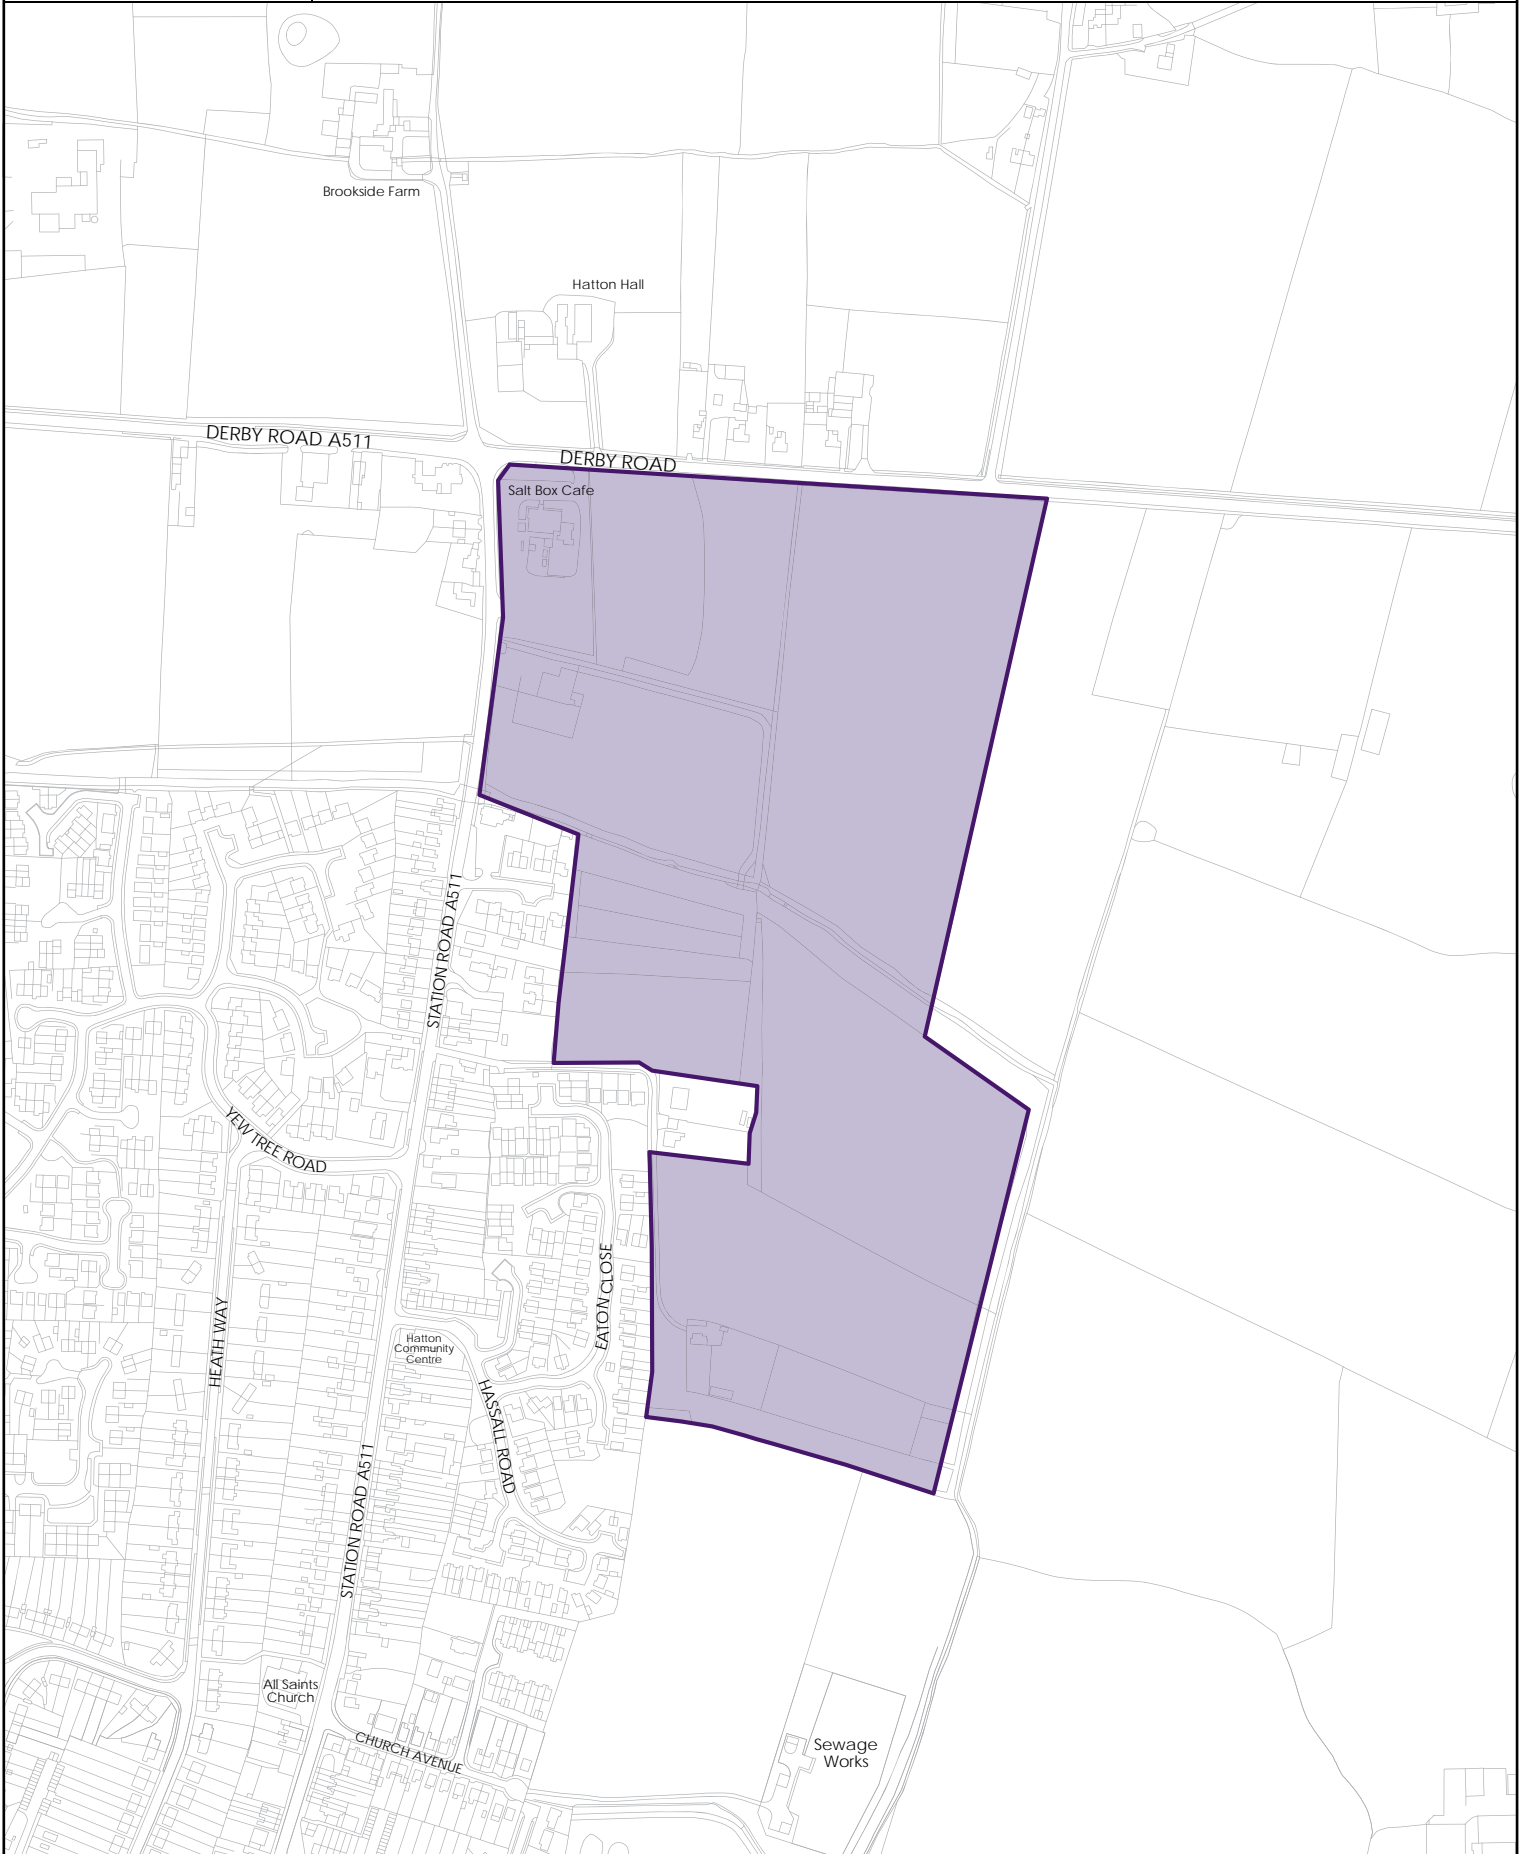 Brookside Farm
Hatton Hall
DERBY ROAD A511
DERBY ROAD
Salt Box Cafe
STATION ROAD A511
YEW TREE ROAD
EATON CLOSE
HEATH WAY
Hatton
Community
Centre
HASSALL ROAD
STATION ROAD A511
All Saints
Church
CHURCH AVENUE
Sewage
Works